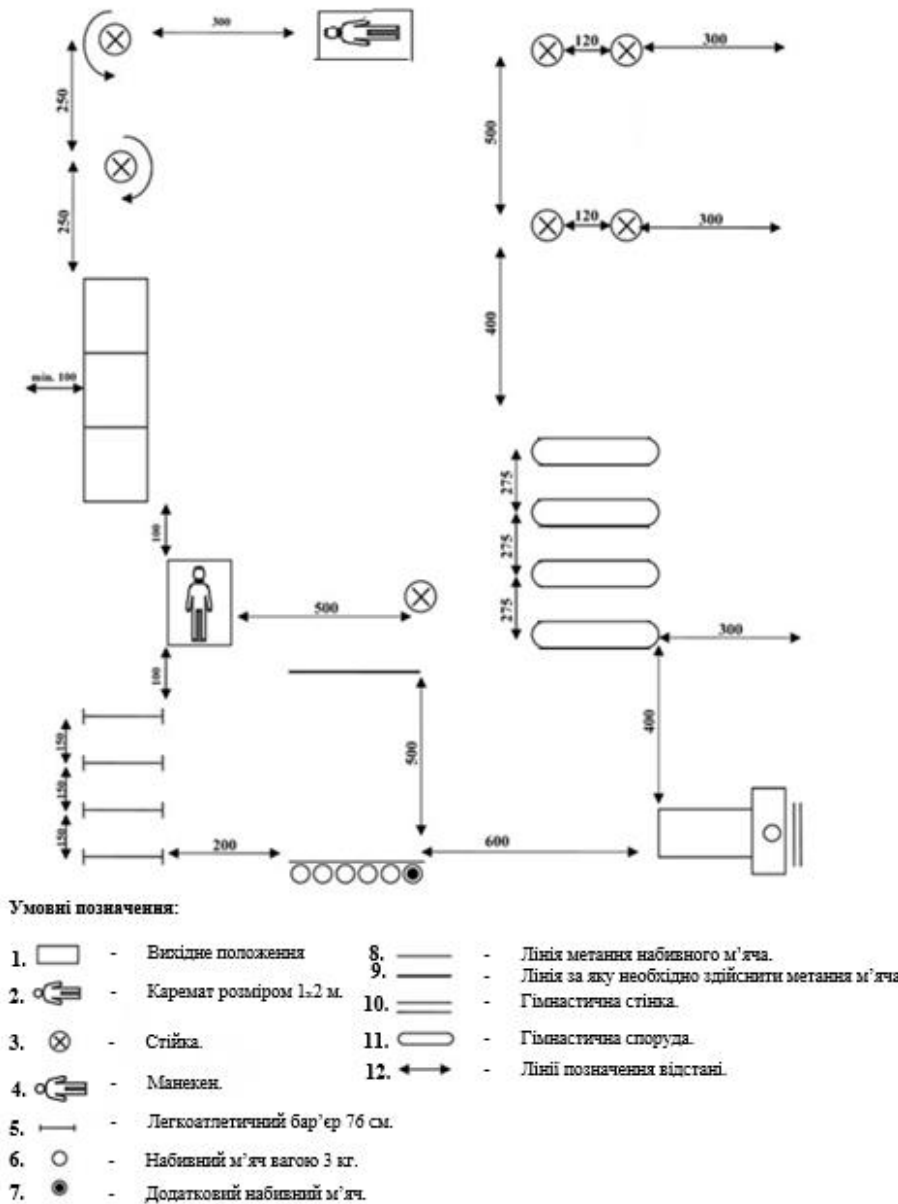 300
120
300
250
500
120
300
250
400
min. 100
275
275
100
275
500
300
100
400
150
500
150
150
200
600
Умовні позначення:
1. - Вихідне положення
2. - Каремат розміром 1х2 м.
3. - Стійка.
4. - Манекен.
5. - Легкоатлетичний бар’єр 76 см.
6. - Набивний м’яч вагою 3 кг.
7. - Додатковий набивний м’яч.
8. - Лінія метання набивного м’яча.
9. - Лінія за яку необхідно здійснити метання м’яча
10. - Гімнастична стінка.
11. - Гімнастична споруда.
12. - Лінії позначення відстані.